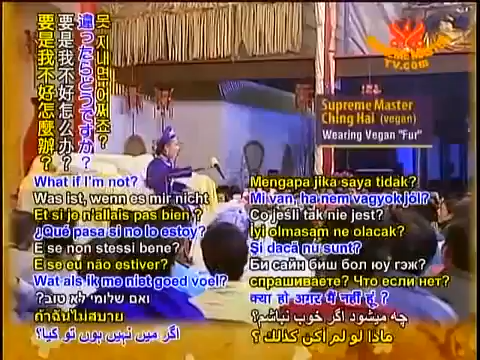 못 지내면 어쩌죠?
違ったらどうですか?
要是我不好怎么办?
要是我不好怎麼辦?
TV.com
Supreme Master
Ching Hai (vegan)
Wearing Vegan "Fur"
What if I'm not?
Was ist, wenn es mir nicht
Et si je n'allais pas bien ?
¿Qué pasa si no lo estoy?
E se non stessi bene?
E se eu não estiver?
Wat als ik me niet goed voel?
ואם שלומי לא טוב?
ถ้าฉันไม่สบาย
اگر میں نہیں ہوں تو کیا؟
Mengapa jika saya tidak?
Mi van, ha nem vagyok jól?
Co jeśli tak nie jest?
İyi olmasam ne olacak?
Şi dacă nu sunt?
Би сайн биш бол юу гэж?
спрашиваете? Что если нет?
क्या हो अगर मैं नहीं हूं ?
چه میشود اگر خوب نباشم؟
ماذا لو لم أكن كذالك ؟